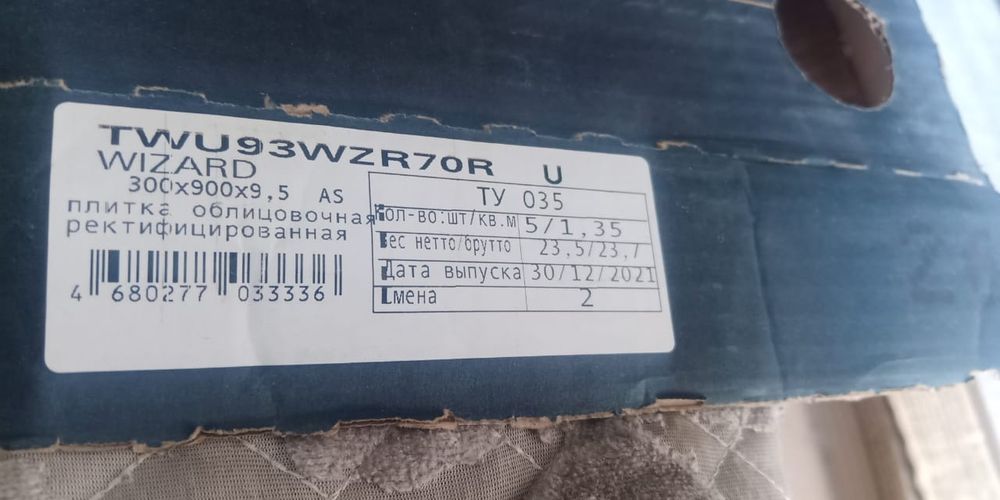 TWU93WZR70R U
WIZARD
300x900x9,5 AS
плитка облицовочная
ректифицированная
4 680277 033336
ТУ 035
Кол-во:шт/кв.м 5/1,35
Вес нетто/брутто 23,5/23,7
Дата выпуска 30/12/2021
Смена 2